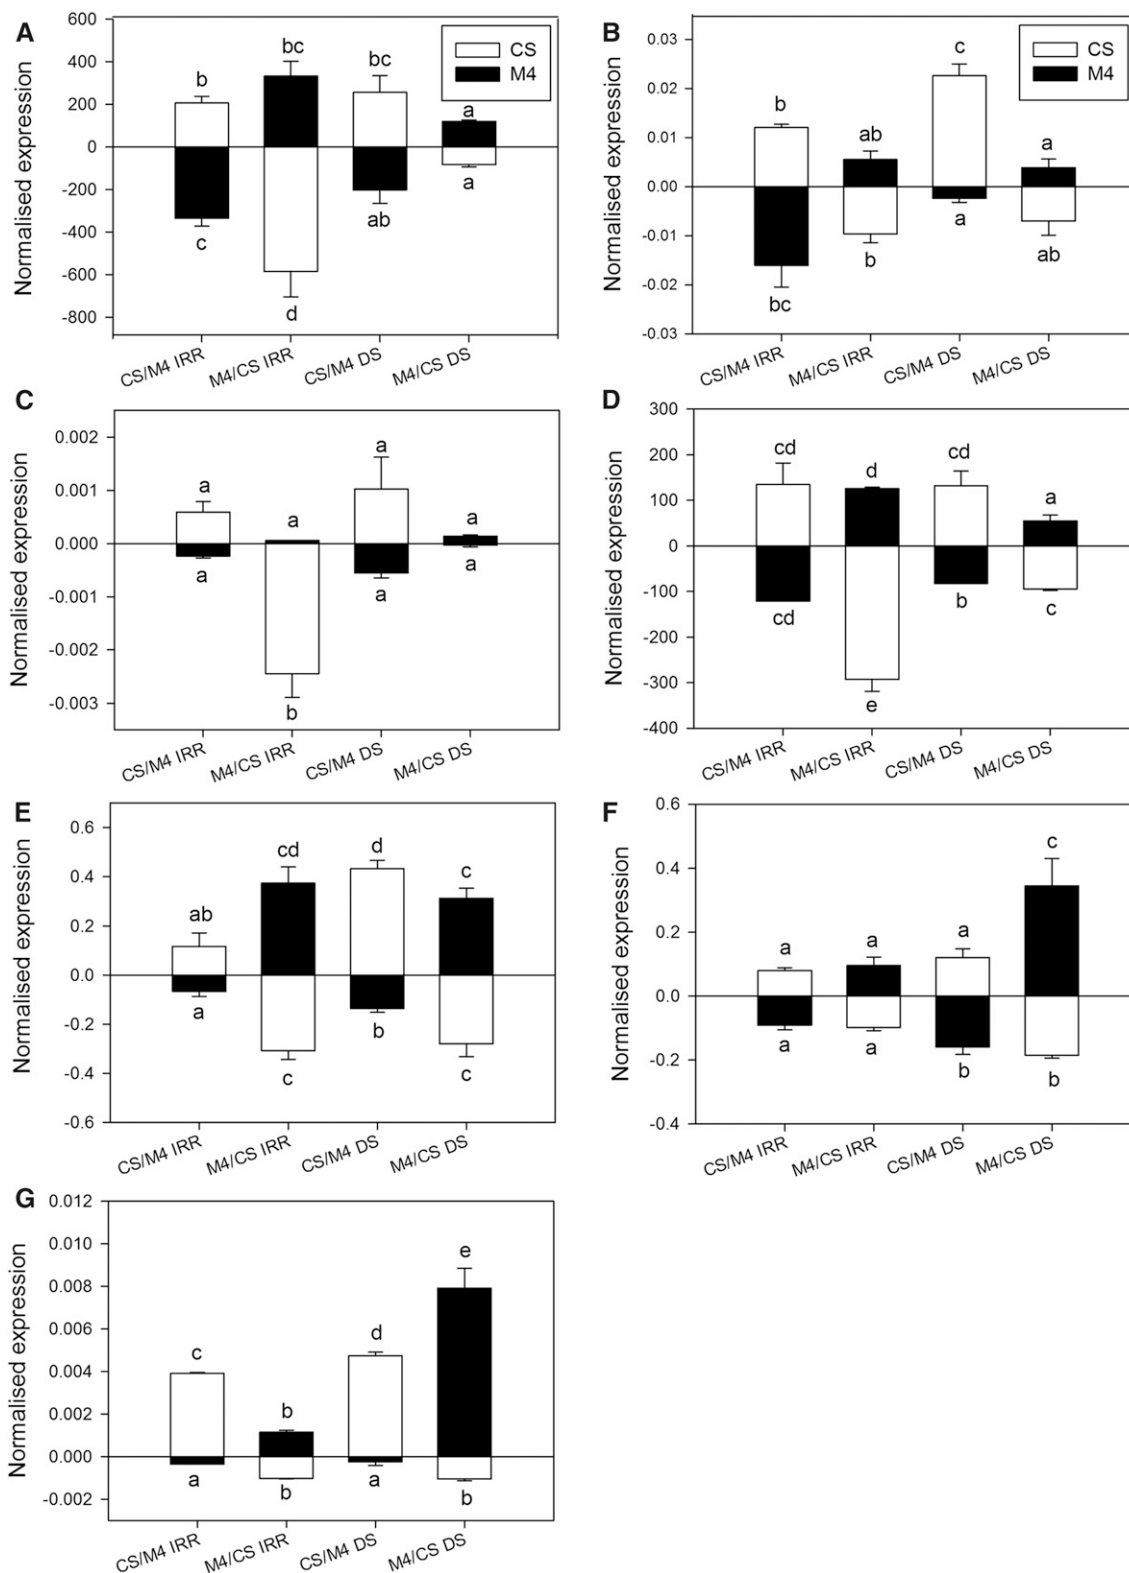 A
Normalised expression
600
400
200
0
-200
-400
-600
-800
CS
M4
b
bc
bc
a
c
d
ab
a
CS/M4 IRR
M4/CS IRR
CS/M4 DS
M4/CS DS
B
Normalised expression
0.03
0.02
0.01
0.00
-0.01
-0.02
-0.03
CS
M4
b
ab
c
a
bc
b
a
ab
CS/M4 IRR
M4/CS IRR
CS/M4 DS
M4/CS DS
C
Normalised expression
0.002
0.001
0.000
-0.001
-0.002
-0.003
a
a
a
a
a
b
a
a
CS/M4 IRR
M4/CS IRR
CS/M4 DS
M4/CS DS
D
Normalised expression
300
200
100
0
-100
-200
-300
-400
cd
d
cd
a
cd
e
b
c
CS/M4 IRR
M4/CS IRR
CS/M4 DS
M4/CS DS
E
Normalised expression
0.6
0.4
0.2
0.0
-0.2
-0.4
-0.6
ab
cd
d
c
a
c
b
c
CS/M4 IRR
M4/CS IRR
CS/M4 DS
M4/CS DS
F
Normalised expression
0.6
0.4
0.2
0.0
-0.2
-0.4
a
a
a
c
a
a
b
b
CS/M4 IRR
M4/CS IRR
CS/M4 DS
M4/CS DS
G
Normalised expression
0.012
0.010
0.008
0.006
0.004
0.002
0.000
-0.002
c
b
d
e
a
b
a
b
CS/M4 IRR
M4/CS IRR
CS/M4 DS
M4/CS DS